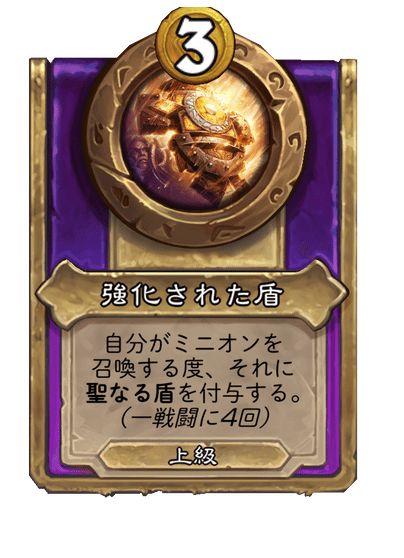 3
強化された盾
自分がミニオンを
召喚する度、それに
聖なる盾を付与する。
(一戦闘に4回)
上級